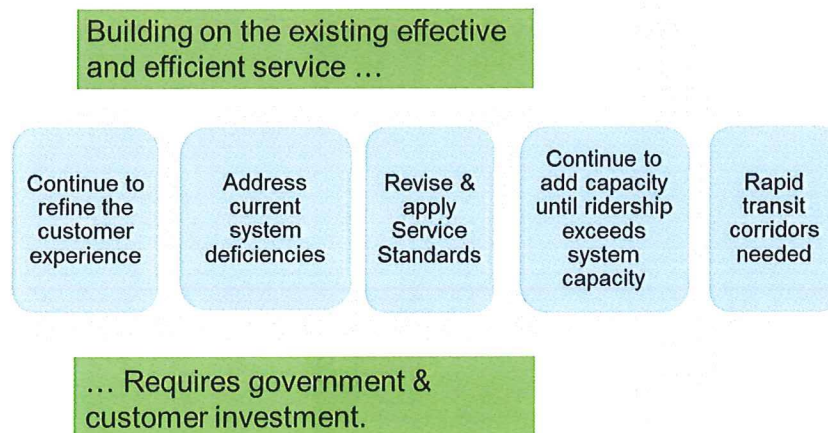 Building on the existing effective
and efficient service …
Continue to
refine the
customer
experience
Address
current
system
deficiencies
Revise &
apply
Service
Standards
Continue to
add capacity
until ridership
exceeds
system
capacity
Rapid
transit
corridors
needed
… Requires government &
customer investment.